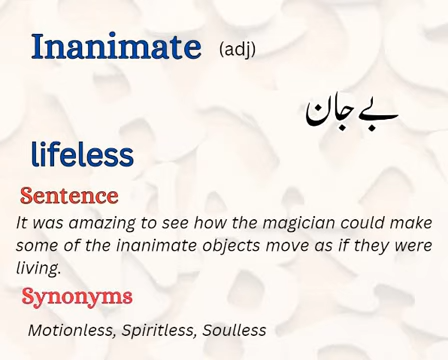 Inanimate (adj)
بے جان
lifeless
Sentence
It was amazing to see how the magician could make
some of the inanimate objects move as if they were
living.
Synonyms
Motionless, Spiritless, Soulless